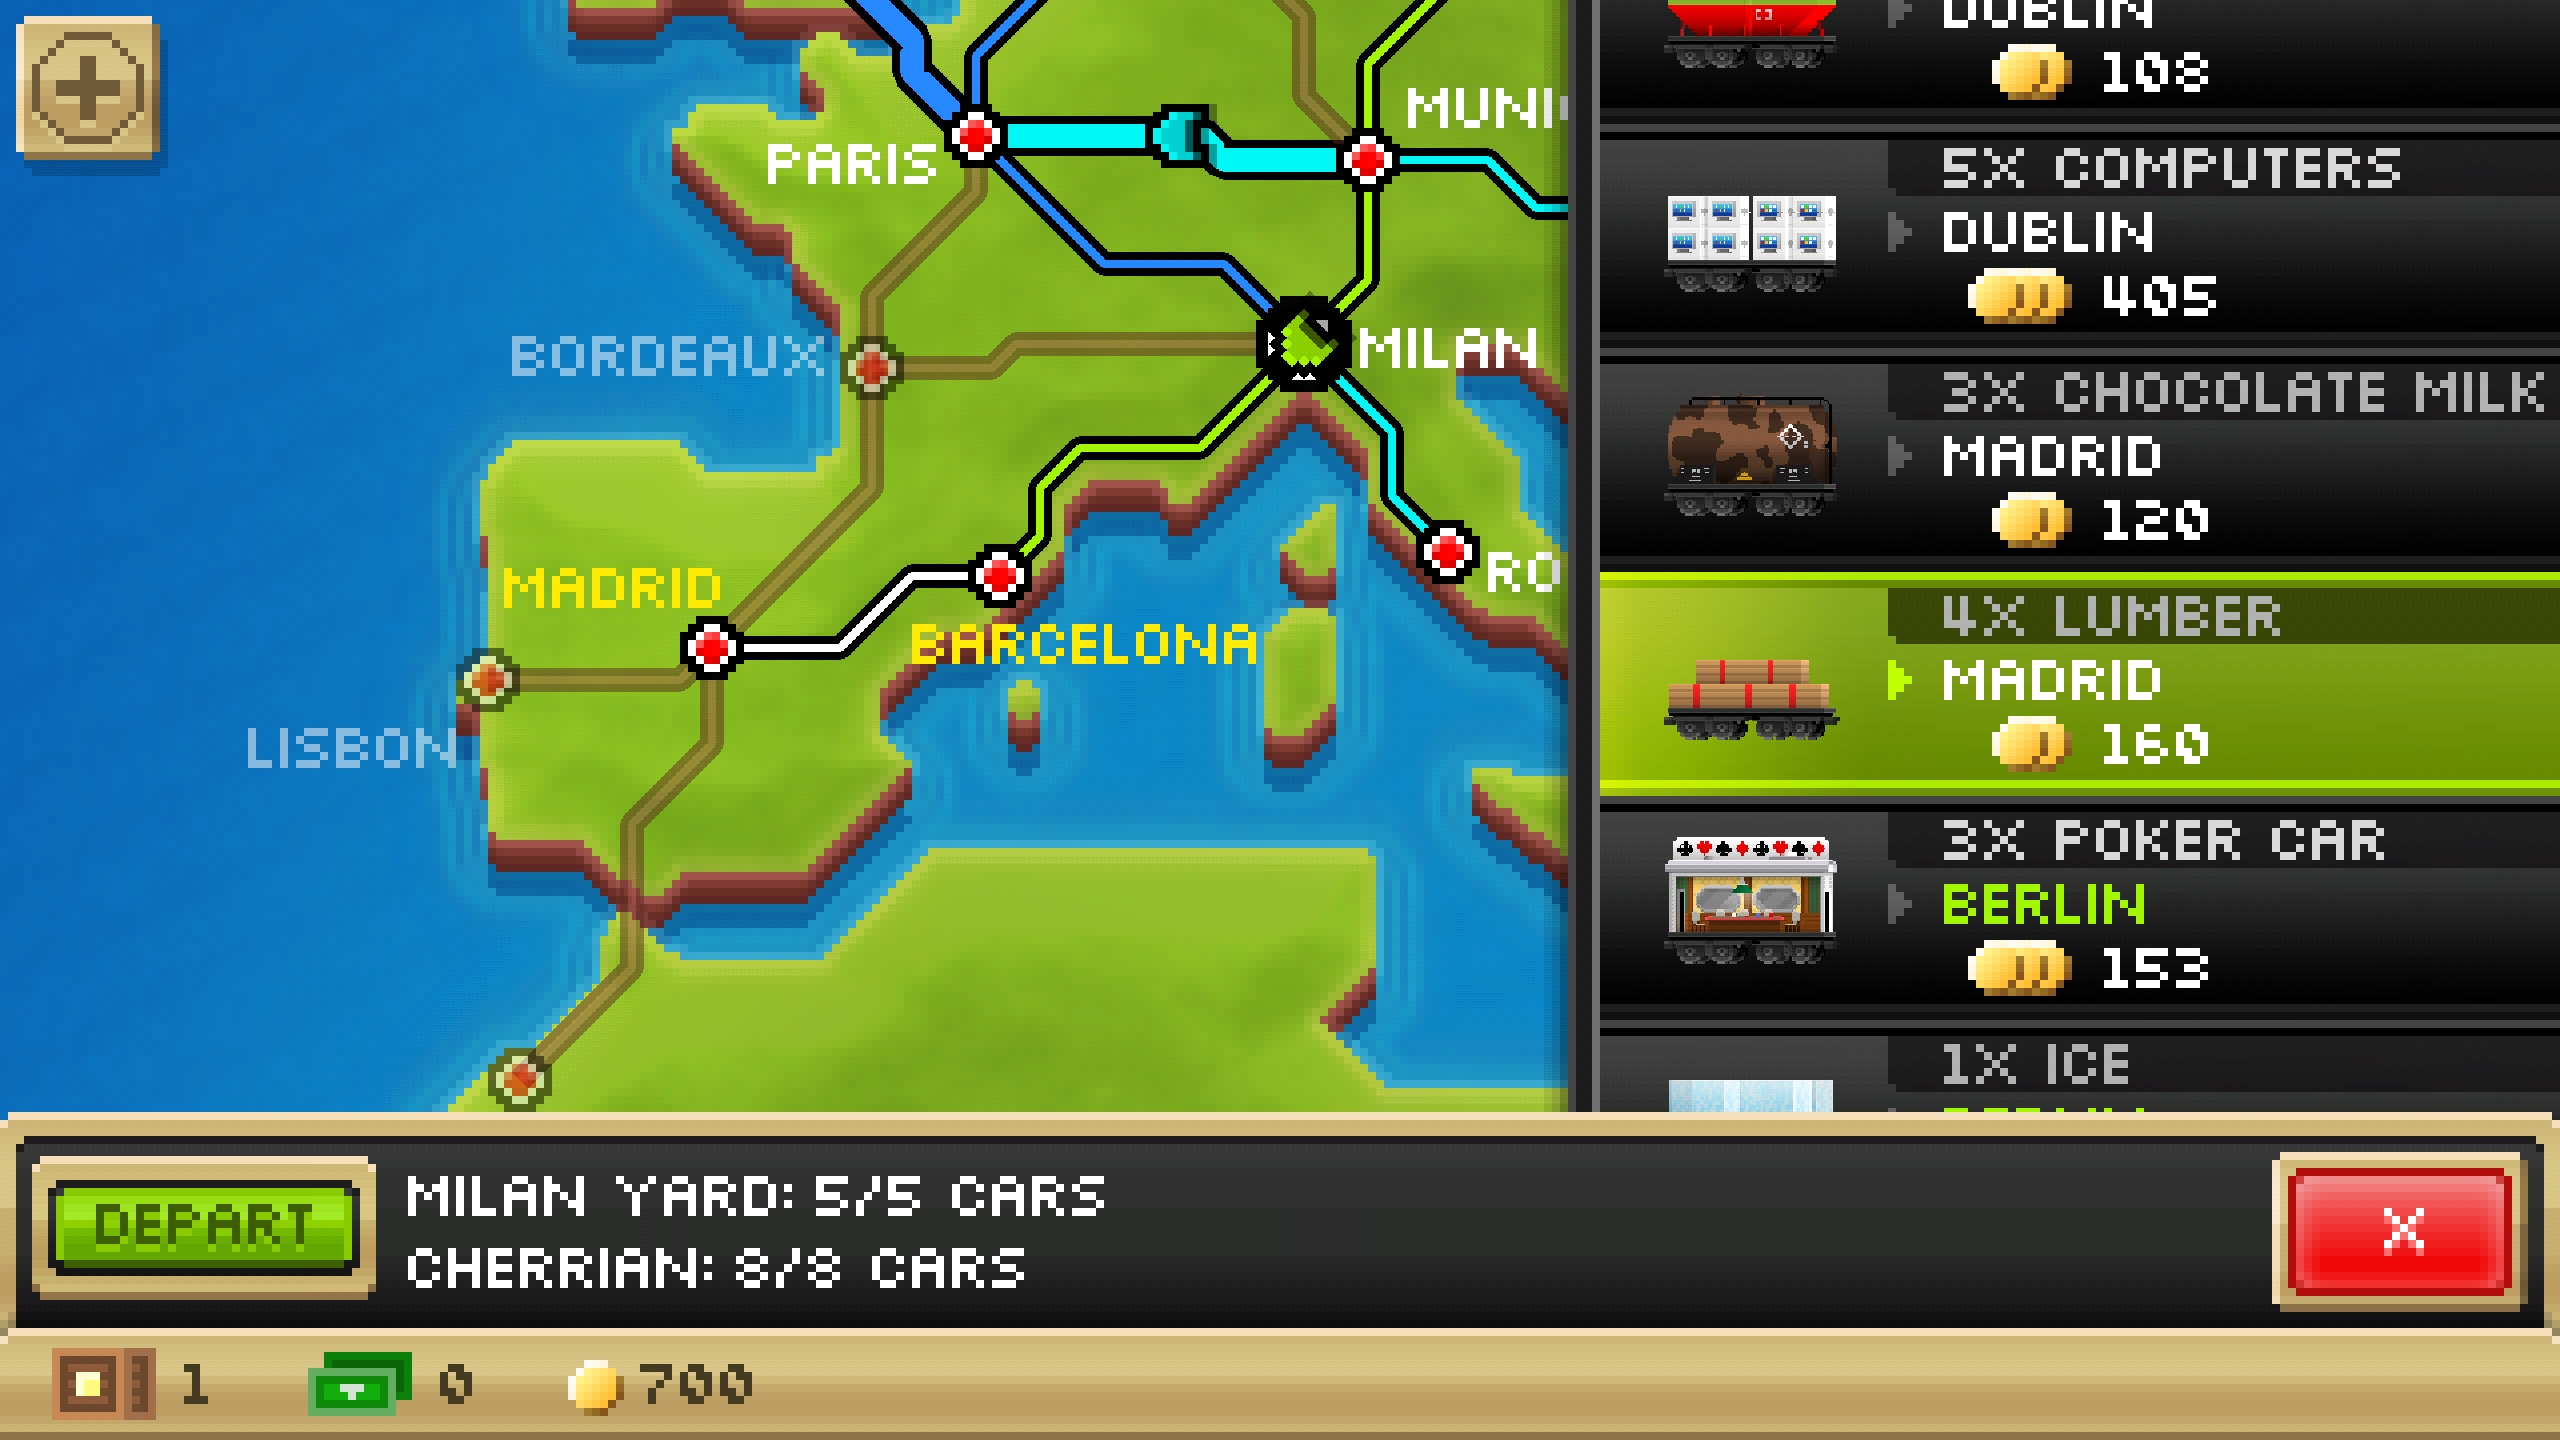 PARIS
MUNI
BORDEAUX
MILAN
MADRID
BARCELONA
RO
LISBON
DUBLIN
108
5X COMPUTERS
DUBLIN
405
3X CHOCOLATE MILK
MADRID
120
4X LUMBER
MADRID
160
3X POKER CAR
BERLIN
153
1X ICE
DEPART
MILAN YARD: 5/5 CARS
CHERRIAN: 8/8 CARS
X
1
0
700